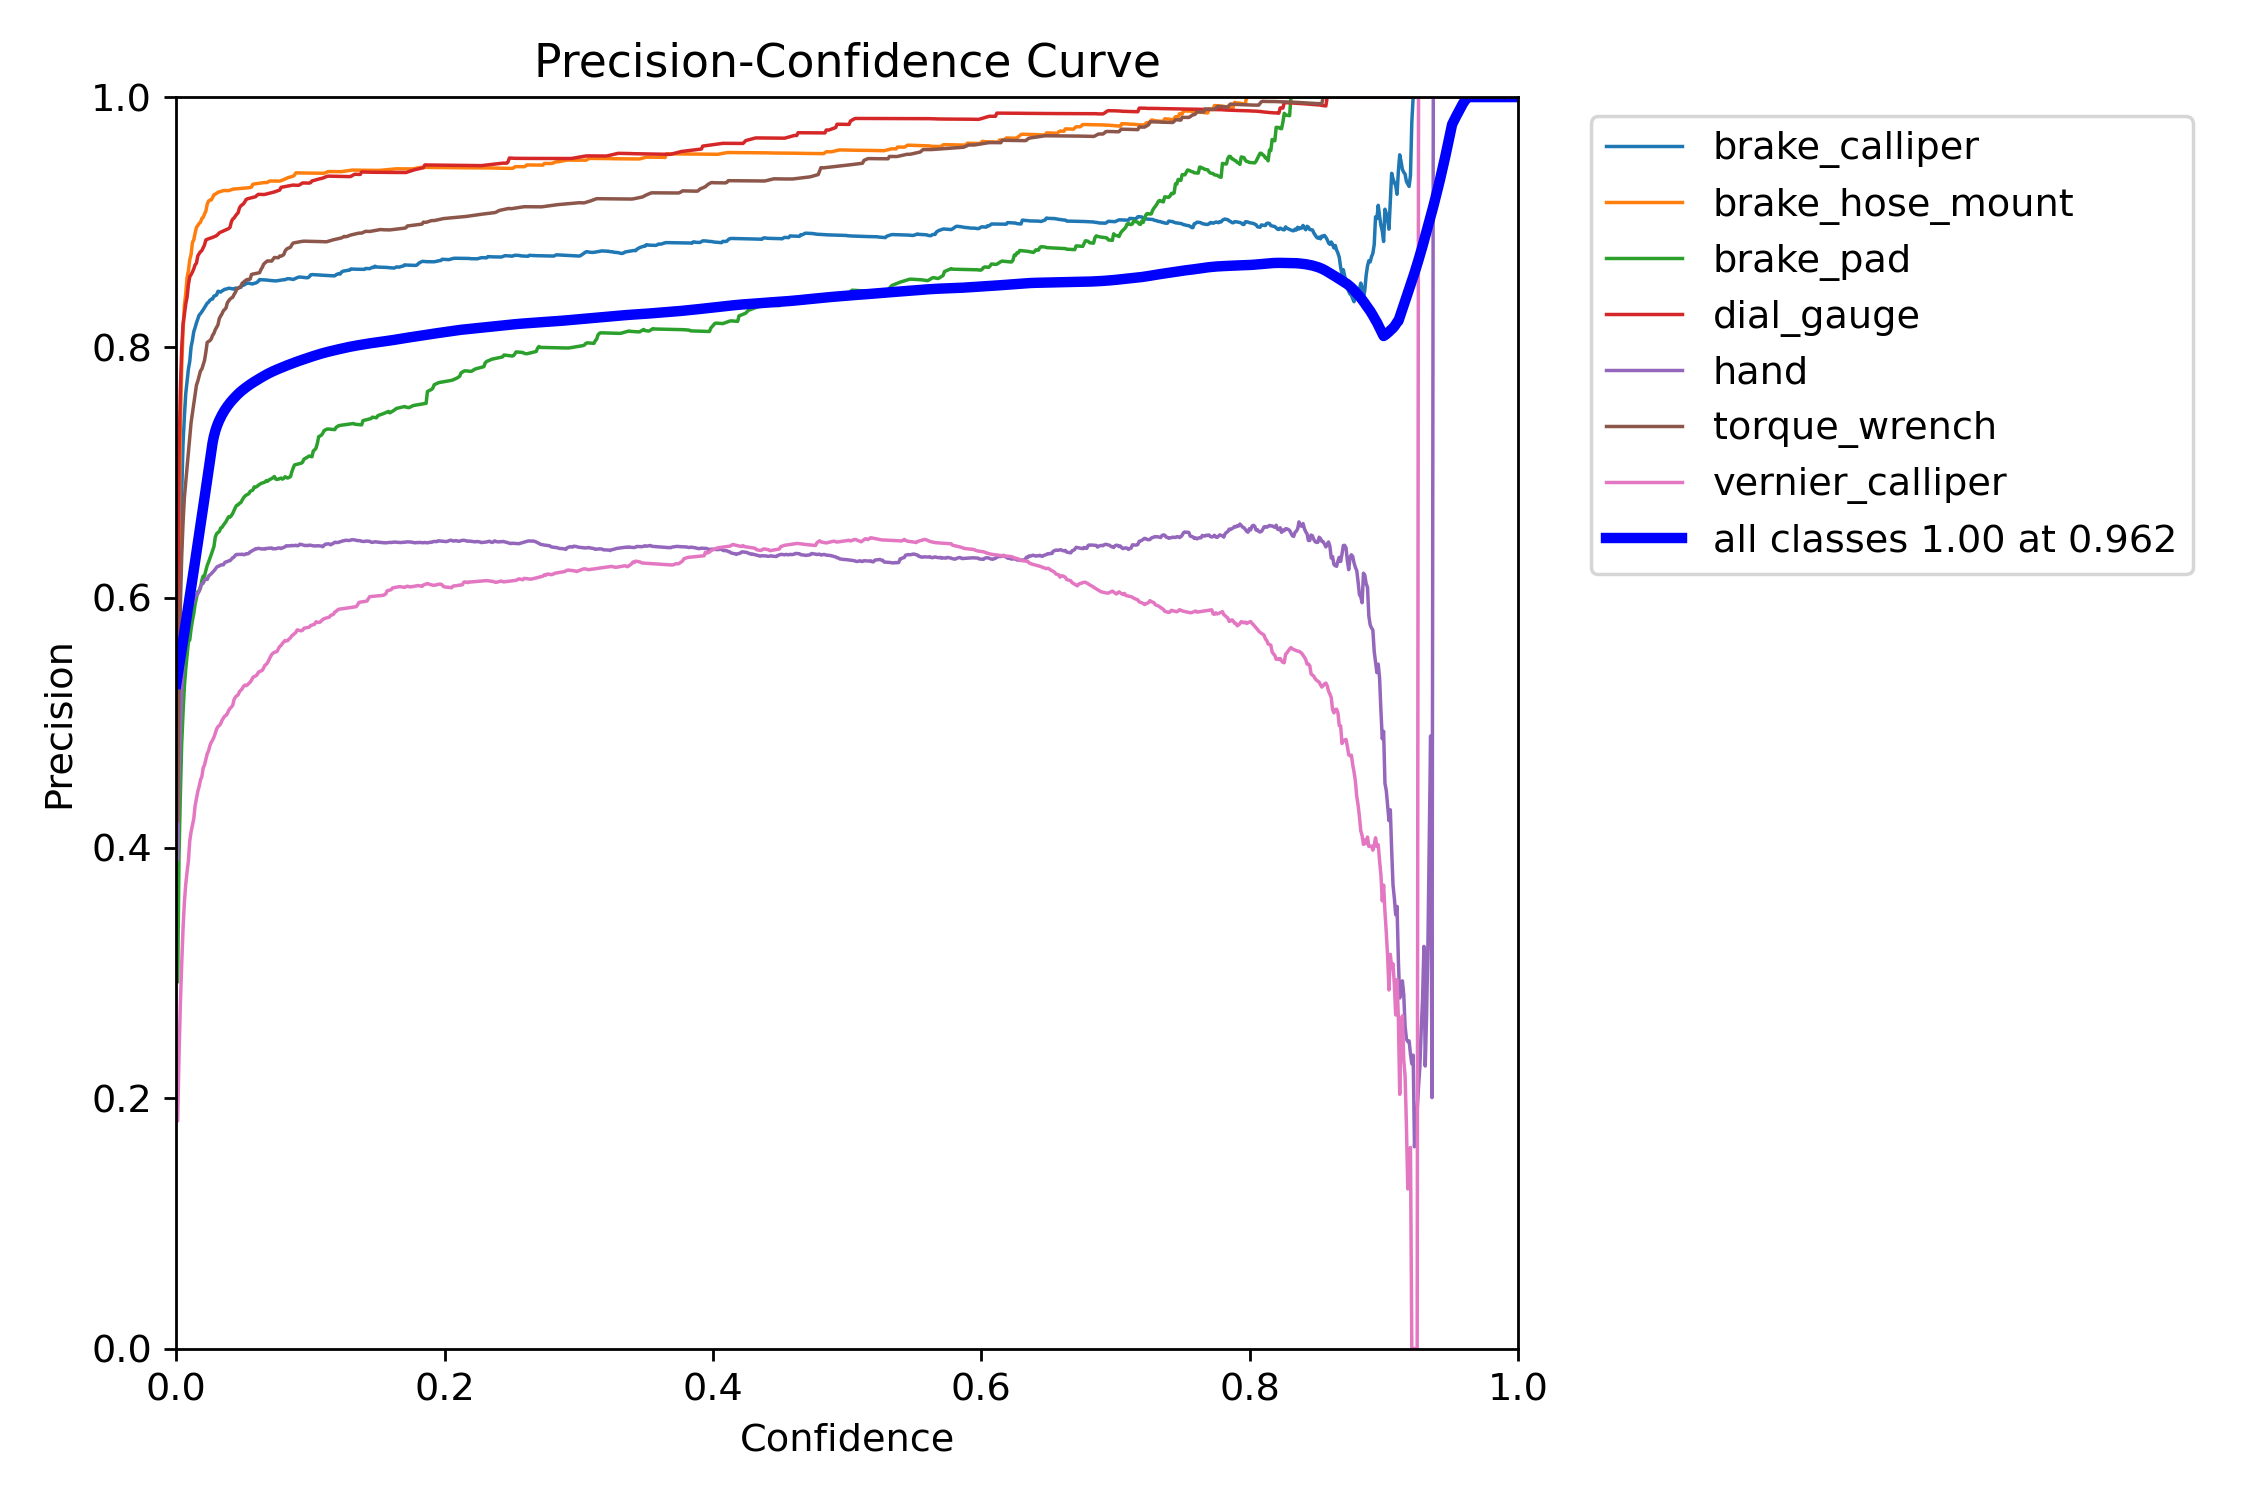 Precision-Confidence Curve
1.0
0.8
0.6
0.4
0.2
0.0
Precision
0.0 0.2 0.4 0.6 0.8 1.0
Confidence
brake_calliper
brake_hose_mount
brake_pad
dial_gauge
hand
torque_wrench
vernier_calliper
all classes 1.00 at 0.962